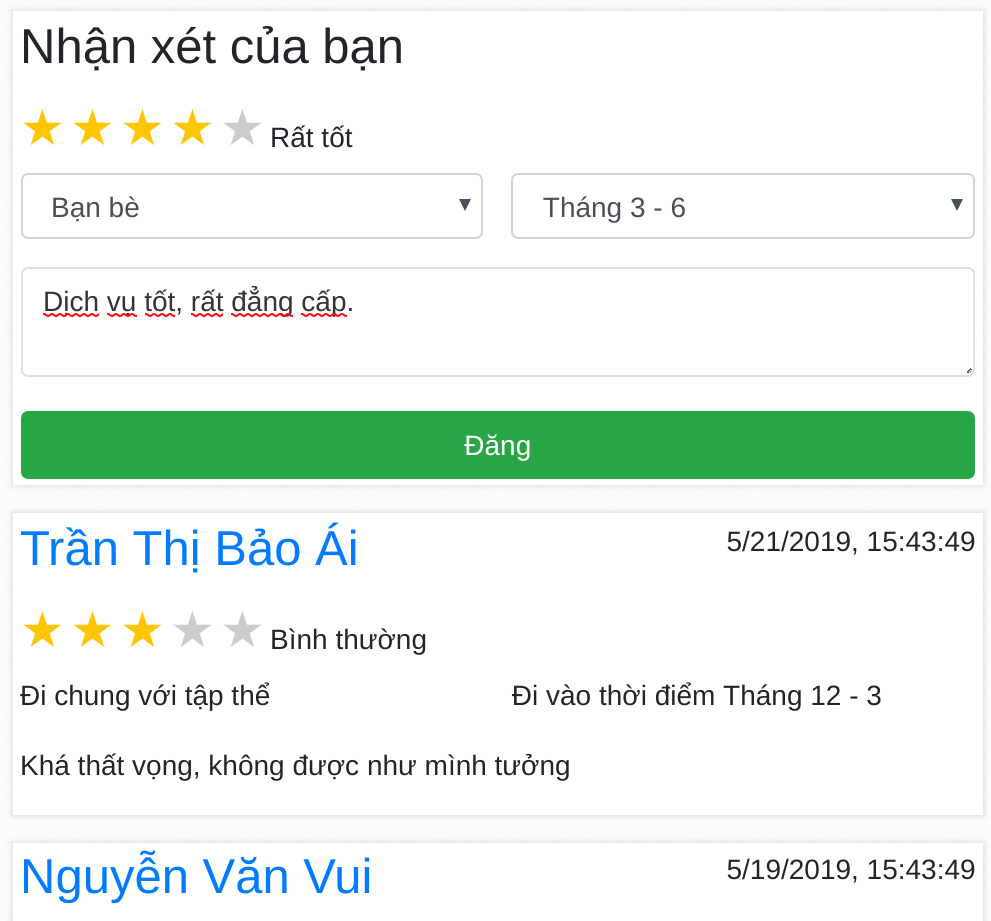 Nhận xét của bạn
Rất tốt
Bạn bè Tháng 3 - 6
Dich vụ tốt, rất đẳng cấp.
Đăng
Trần Thị Bảo Ái 5/21/2019, 15:43:49
Bình thường
Đi chung với tập thể Đi vào thời điểm Tháng 12 - 3
Khá thất vọng, không được như mình tưởng
Nguyễn Văn Vui 5/19/2019, 15:43:49